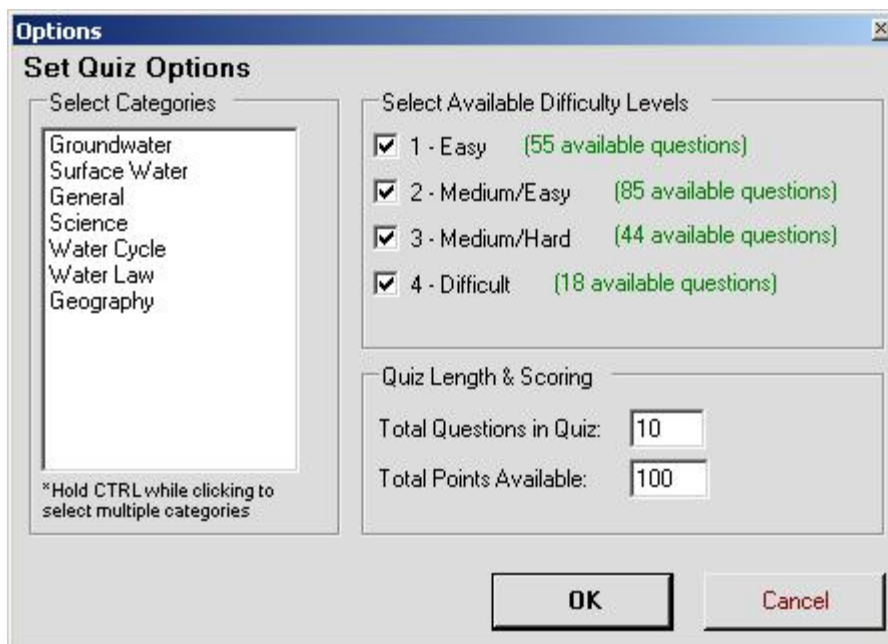 Options
Set Quiz Options
Select Categories
Groundwater
Surface Water
General
Science
Water Cycle
Water Law
Geography
*Hold CTRL while clicking to
select multiple categories
Select Available Difficulty Levels
1 - Easy (55 available questions)
2 - Medium/Easy (85 available questions)
3 - Medium/Hard (44 available questions)
4 - Difficult (18 available questions)
Quiz Length & Scoring
Total Questions in Quiz: 10
Total Points Available: 100
OK Cancel